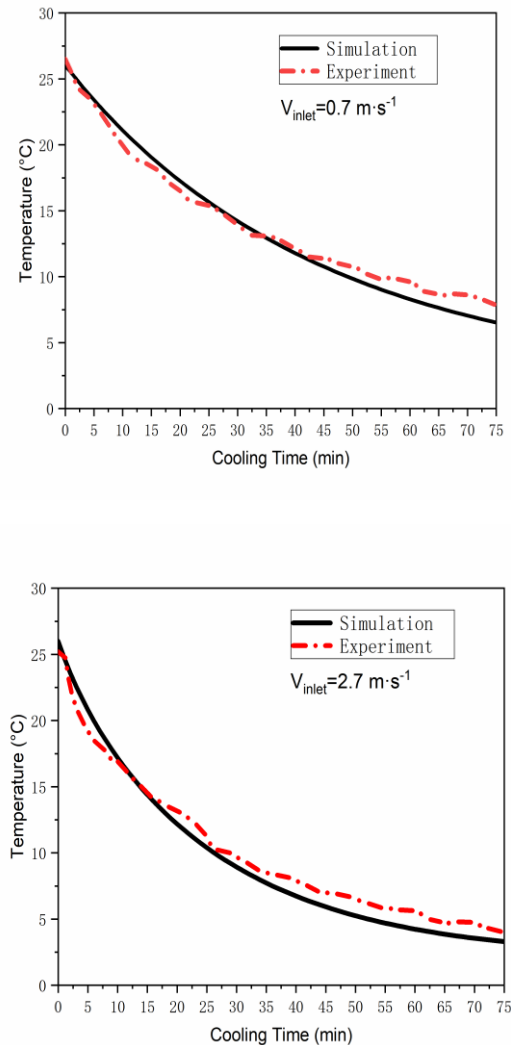 30
25
20
15
10
5
0
Temperature (°C)
Simulation
Experiment
Vinlet=0.7 m·s-1
0 5 10 15 20 25 30 35 40 45 50 55 60 65 70 75
Cooling Time (min)
30
25
20
15
10
5
0
Temperature (°C)
Simulation
Experiment
Vinlet=2.7 m·s-1
0 5 10 15 20 25 30 35 40 45 50 55 60 65 70 75
Cooling Time (min)